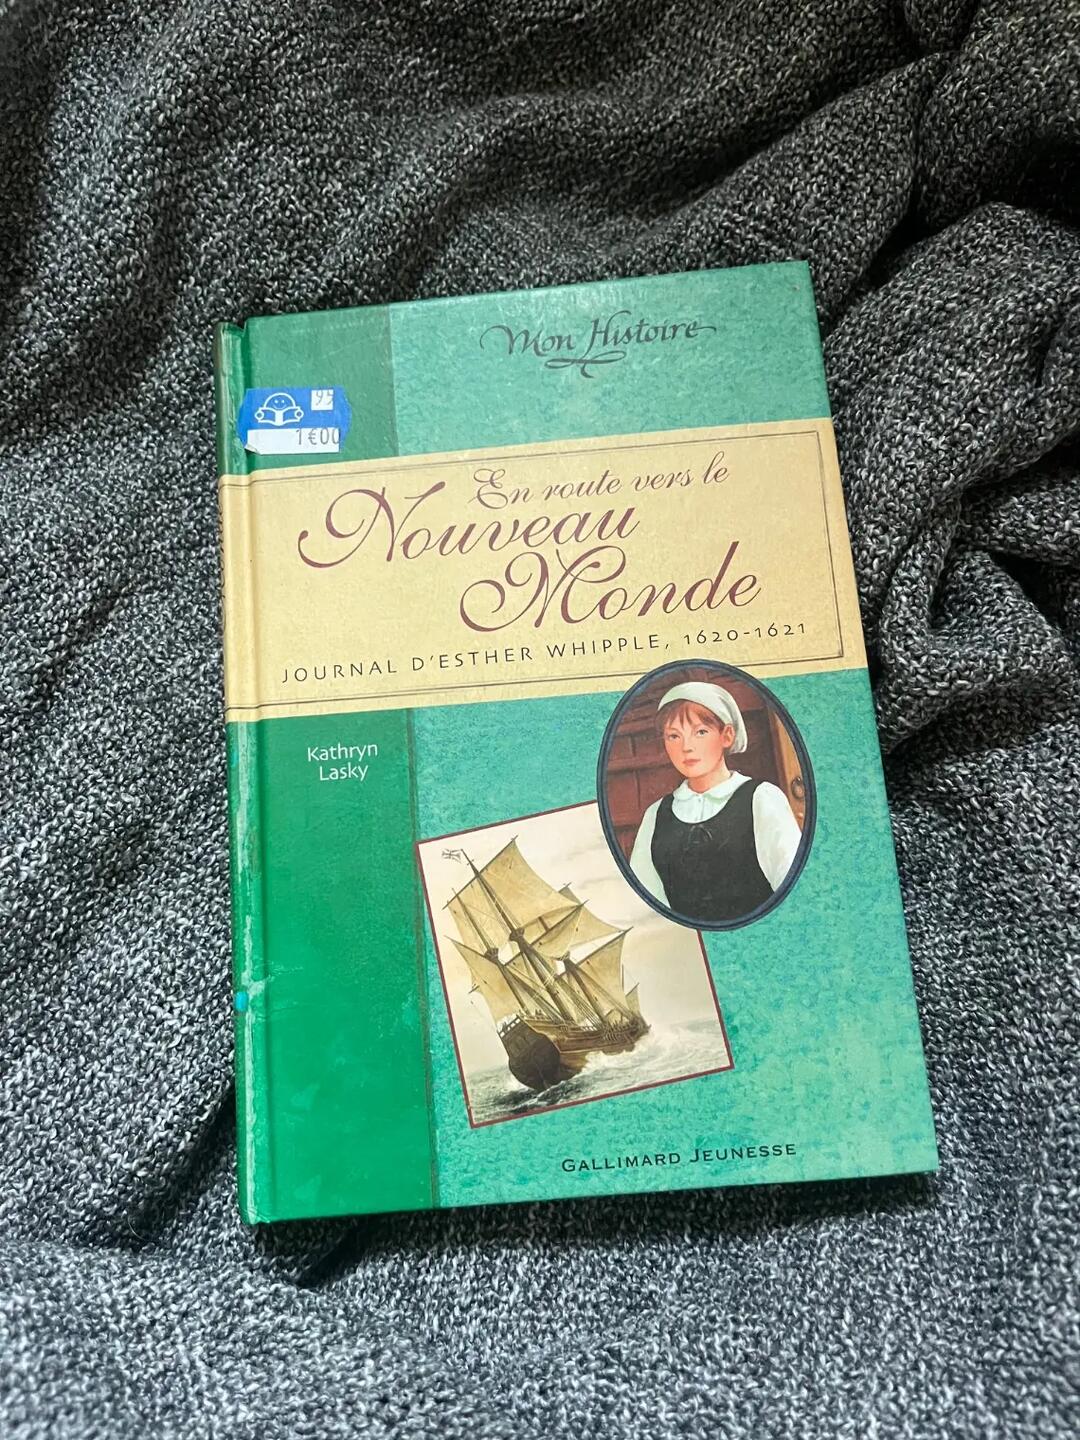 Mon Histoire
95
1€00
En route vers le
Nouveau
Monde
JOURNAL D'ESTHER WHIPPLE, 1620-1621
Kathryn
Lasky
GALLIMARD JEUNESSE